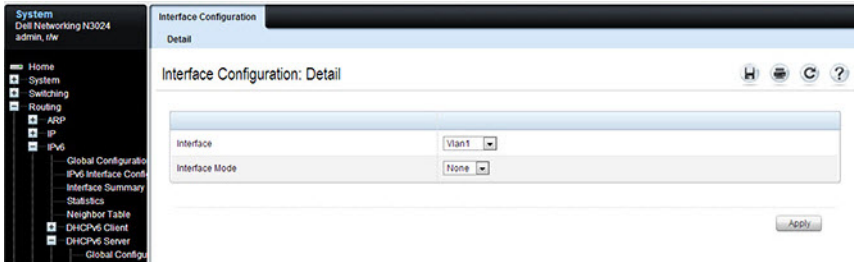 System
Dell Networking N3024
admin, r/w
Home
System
Switching
Routing
ARP
IP
IPv6
Global Configuratio
IPv6 Interface Confi
Interface Summary
Statistics
Neighbor Table
DHCPv6 Client
DHCPv6 Server
Global Configu
Interface Configuration
Detail
Interface Configuration: Detail
Interface Vlan1
Interface Mode None
Apply